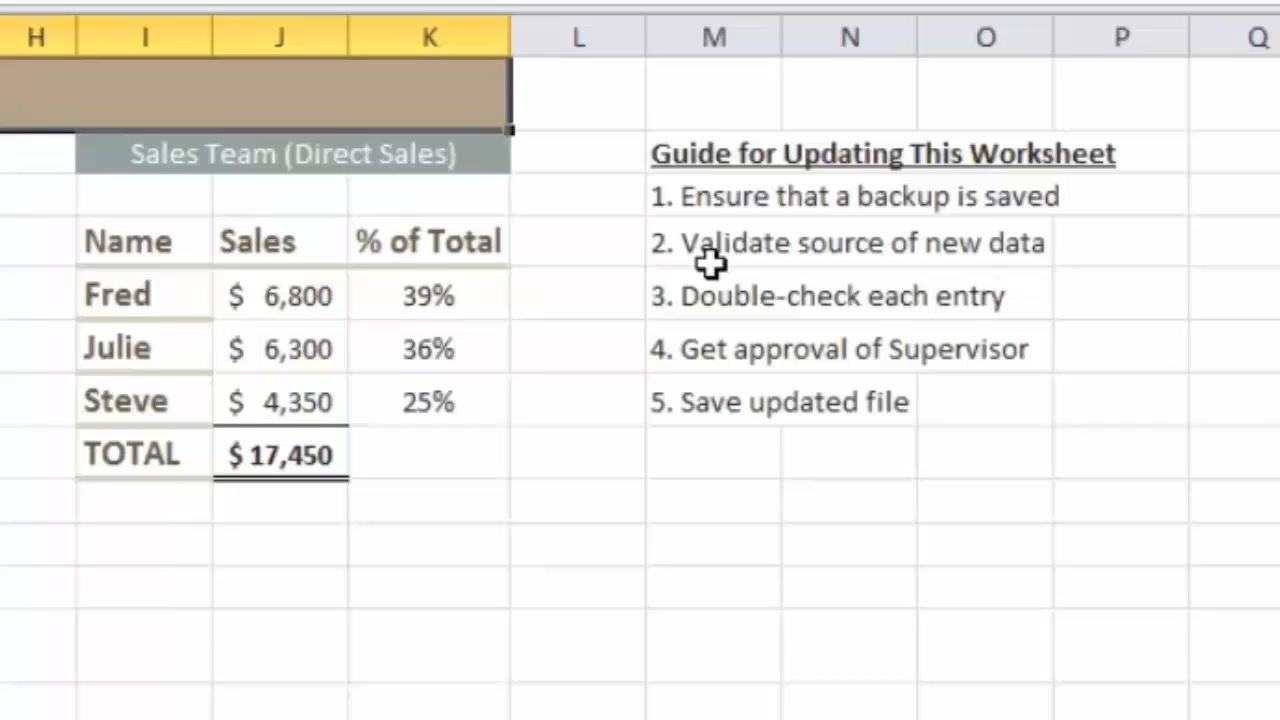 H I J K L M N O P Q
Sales Team (Direct Sales)
Name Sales % of Total
Fred $ 6,800 39%
Julie $ 6,300 36%
Steve $ 4,350 25%
TOTAL $ 17,450
Guide for Updating This Worksheet
1. Ensure that a backup is saved
2. Validate source of new data
3. Double-check each entry
4. Get approval of Supervisor
5. Save updated file